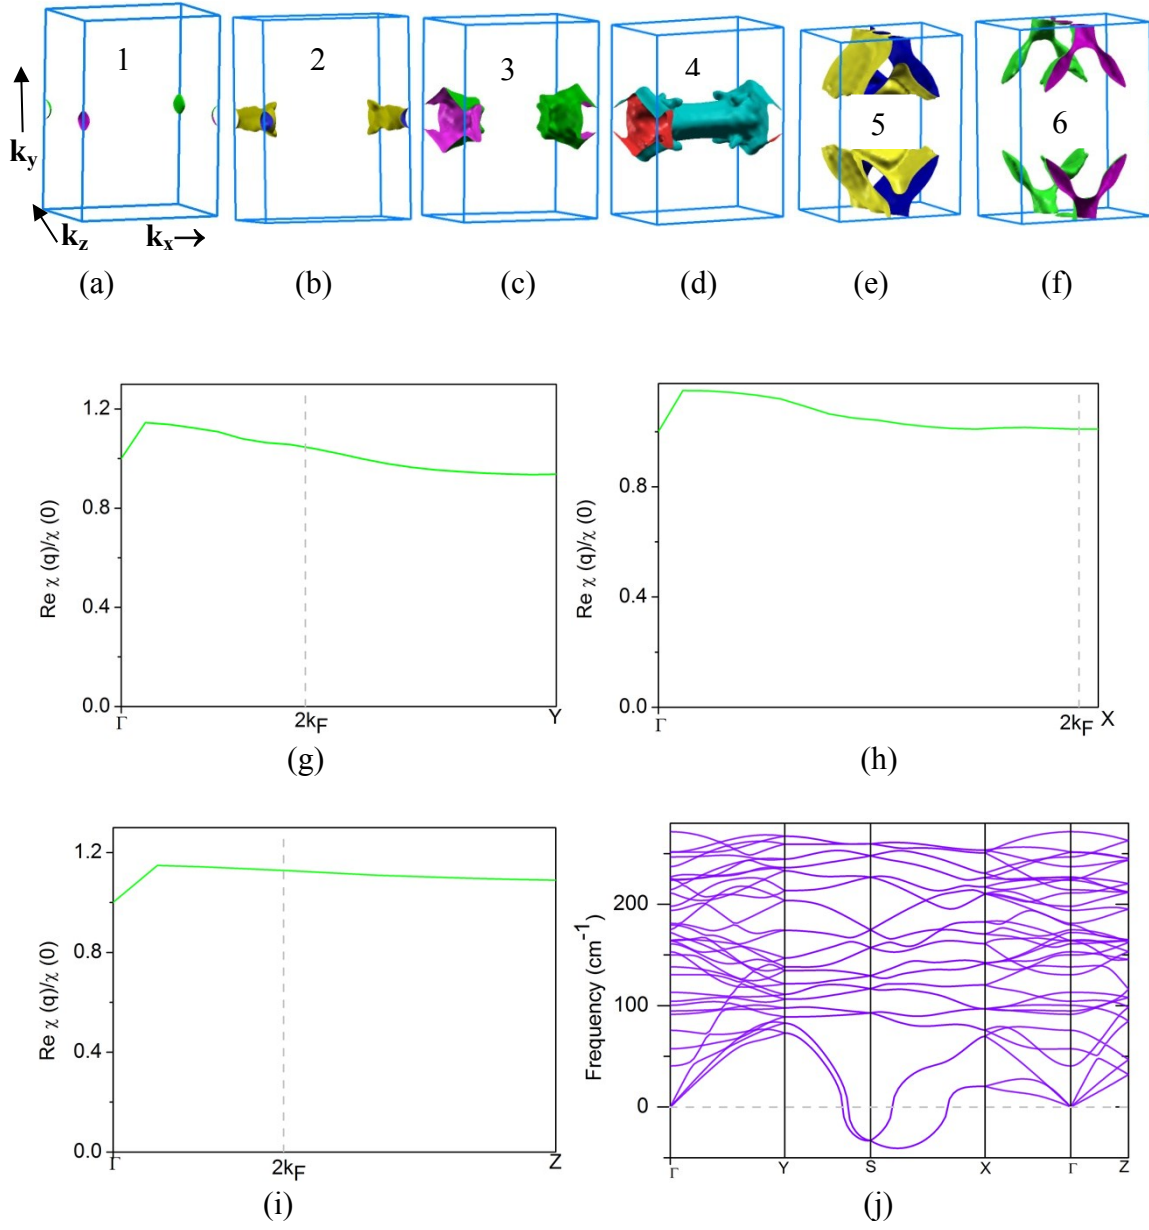 1 2 3 4 5 6
k_y
k_z k_x→
(a) (b) (c) (d) (e) (f)
Re χ (q)/χ (0)
1.2
0.8
0.4
0.0
Γ 2k_F Y
(g)
Re χ (q)/χ (0)
0.8
0.4
0.0
Γ 2k_F X
(h)
Re χ (q)/χ (0)
1.2
0.8
0.4
0.0
Γ 2k_F Z
(i)
Frequency (cm⁻¹)
200
100
0
Γ Y S X Γ Z
(j)